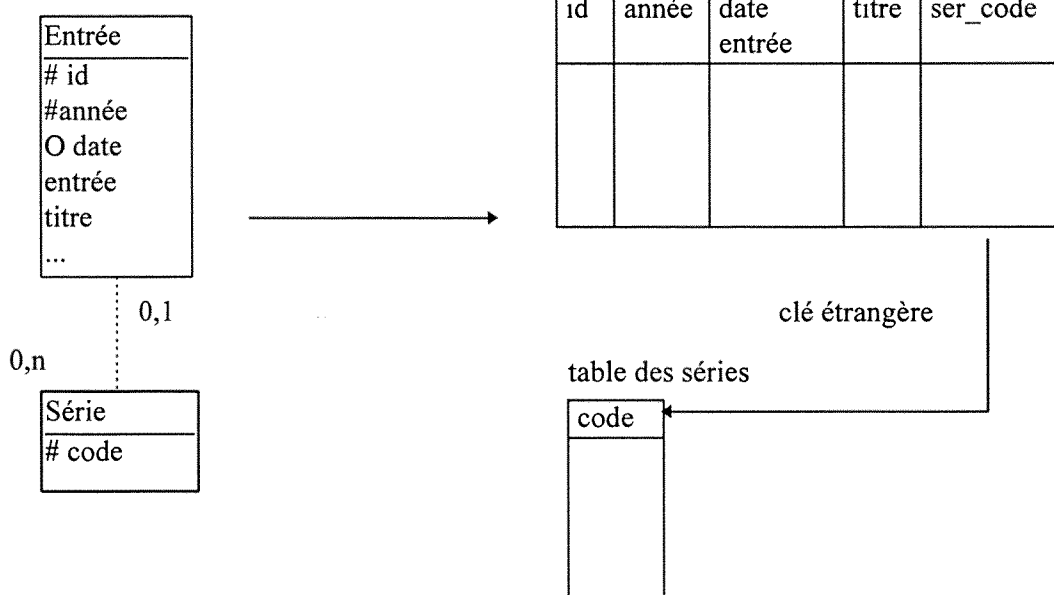 Entrée
# id
#année
O date
entrée
titre
...
0,1
0,n
Série
# code
id année date titre ser_code
entrée
clé étrangère
table des séries
code